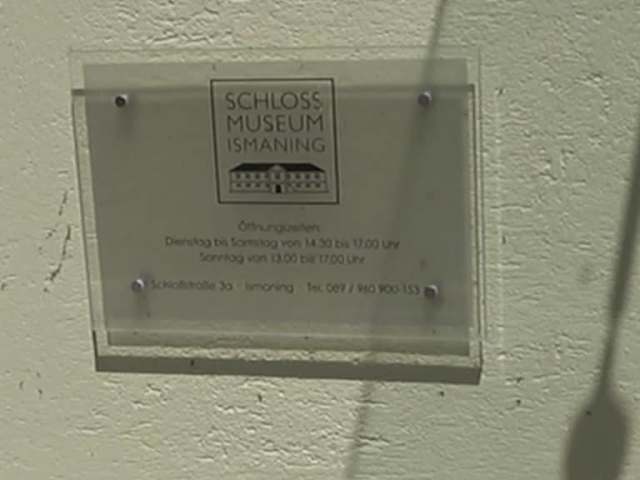 SCHLOSS
MUSEUM
ISMANING
Öffnungszeiten:
Dienstag bis Samstag von 14.30 bis 17.00 Uhr
Sonntag von 13.00 bis 17.00 Uhr
Schloßstraße 3a · Ismaning · Tel. 089 / 960 900-153